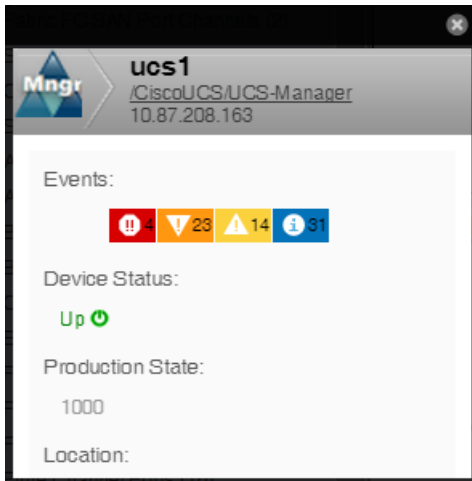 Mngr
ucs1
/CiscoUCS/UCS-Manager
10.87.208.163
Events:
4 23 14 31
Device Status:
Up
Production State:
1000
Location: